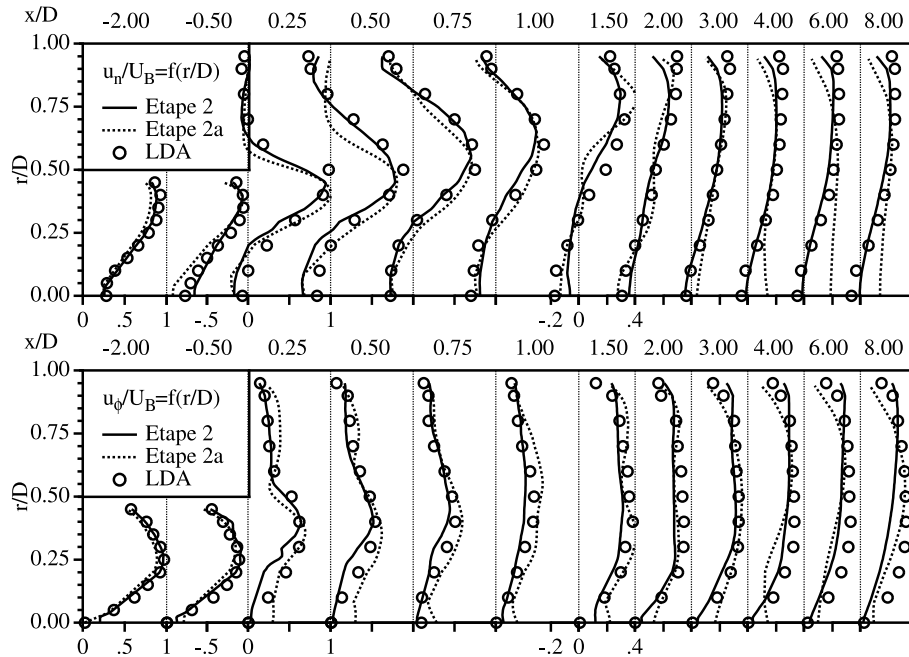 x/D -2.00 -0.50 0.25 0.50 0.75 1.00 1.50 2.00 3.00 4.00 6.00 8.00
1.00
uₙ/U_B=f(r/D)
Etape 2
Etape 2a
LDA
0.75
r/D
0.50
0.25
0.00
0 .5 1 -.5 0 1 -.2 0 .4
x/D -2.00 -0.50 0.25 0.50 0.75 1.00 1.50 2.00 3.00 4.00 6.00 8.00
1.00
u_ϕ/U_B=f(r/D)
Etape 2
Etape 2a
LDA
0.75
r/D
0.50
0.25
0.00
0 .5 1 -.5 0 1 -.2 0 .4